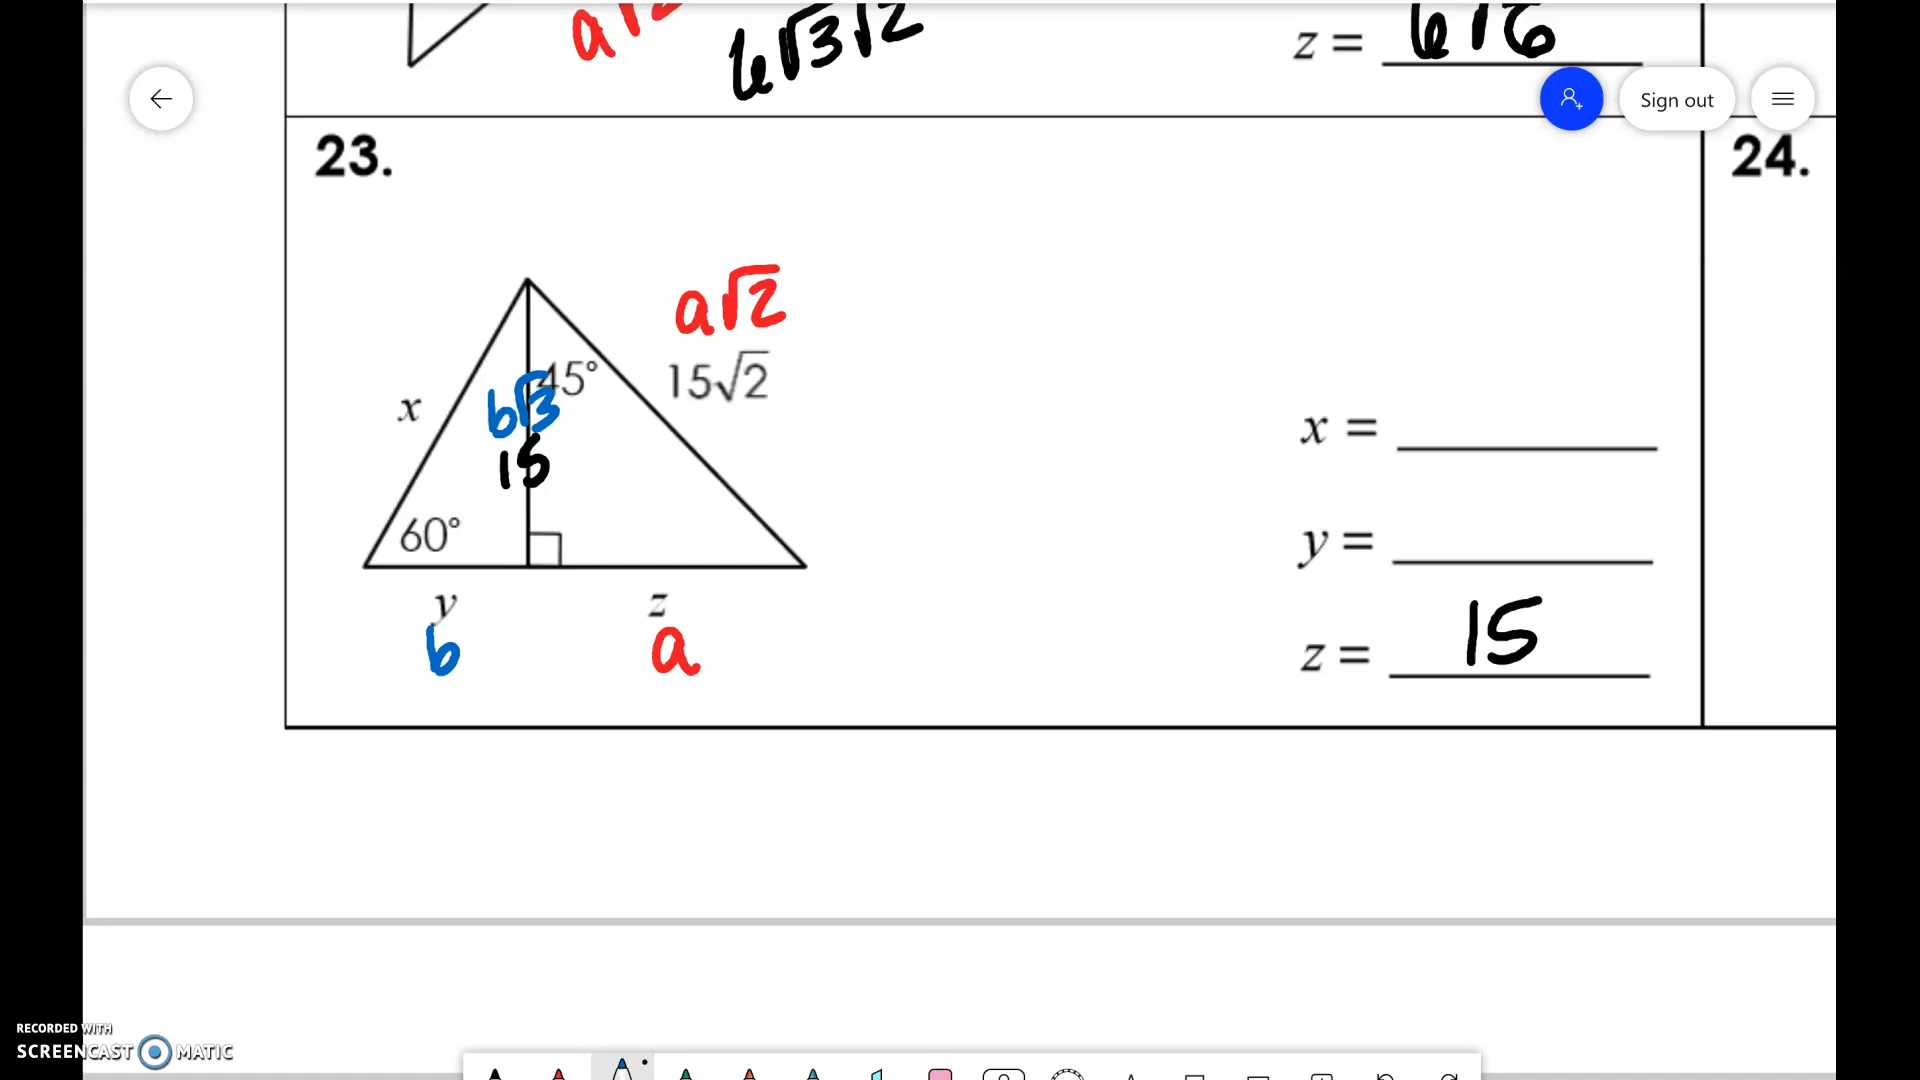 a√2
6√3√2
z = 6√6
Sign out
23.
24.
a√2
45°
15√2
x
b√3
15
x =
60°
y =
y
z
z = 15
b
a
RECORDED WITH
SCREENCAST MATIC